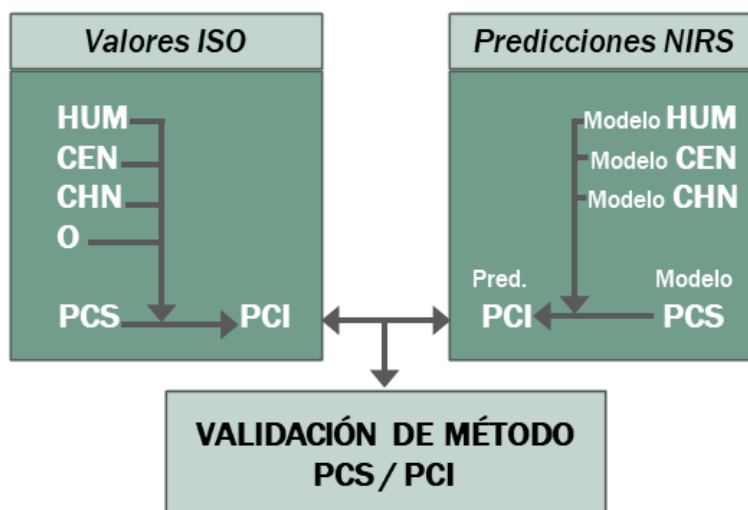 Valores ISO
HUM
CEN
CHN
O
PCS
PCI
Predicciones NIRS
Modelo HUM
Modelo CEN
Modelo CHN
Pred.
Modelo
PCI
PCS
VALIDACIÓN DE MÉTODO
PCS / PCI